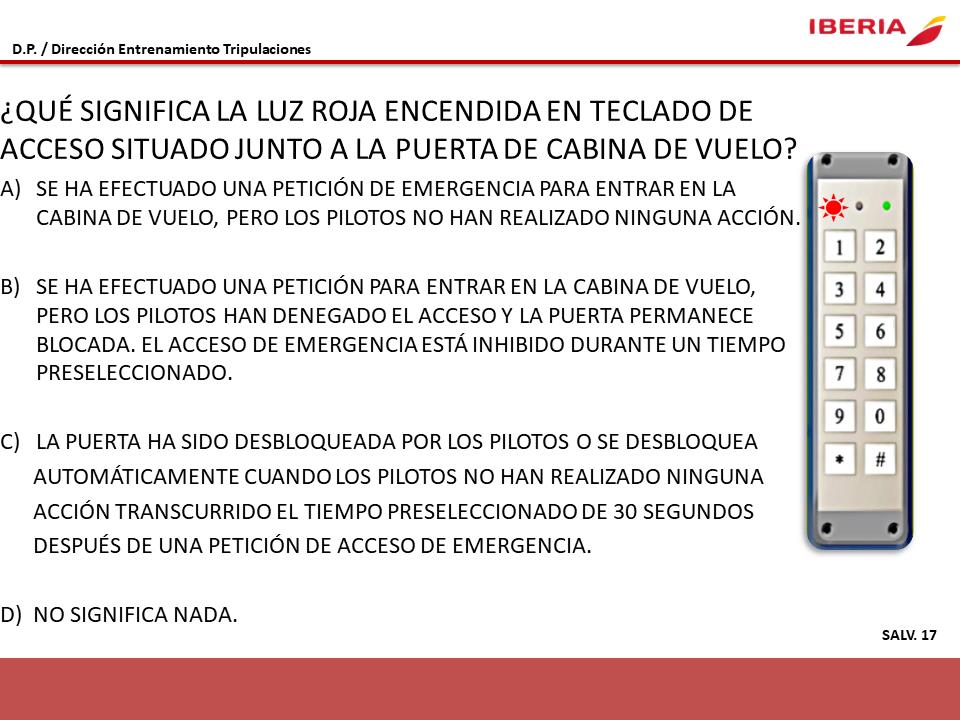 IBERIA
D.P. / Dirección Entrenamiento Tripulaciones
¿QUÉ SIGNIFICA LA LUZ ROJA ENCENDIDA EN TECLADO DE
ACCESO SITUADO JUNTO A LA PUERTA DE CABINA DE VUELO?
A) SE HA EFECTUADO UNA PETICIÓN DE EMERGENCIA PARA ENTRAR EN LA
CABINA DE VUELO, PERO LOS PILOTOS NO HAN REALIZADO NINGUNA ACCIÓN.
B) SE HA EFECTUADO UNA PETICIÓN PARA ENTRAR EN LA CABINA DE VUELO,
PERO LOS PILOTOS HAN DENEGADO EL ACCESO Y LA PUERTA PERMANECE
BLOCADA. EL ACCESO DE EMERGENCIA ESTÁ INHIBIDO DURANTE UN TIEMPO
PRESELECCIONADO.
C) LA PUERTA HA SIDO DESBLOQUEADA POR LOS PILOTOS O SE DESBLOQUEA
AUTOMÁTICAMENTE CUANDO LOS PILOTOS NO HAN REALIZADO NINGUNA
ACCIÓN TRANSCURRIDO EL TIEMPO PRESELECCIONADO DE 30 SEGUNDOS
DESPUÉS DE UNA PETICIÓN DE ACCESO DE EMERGENCIA.
D) NO SIGNIFICA NADA.
1 2
3 4
5 6
7 8
9 0
* #
SALV. 17